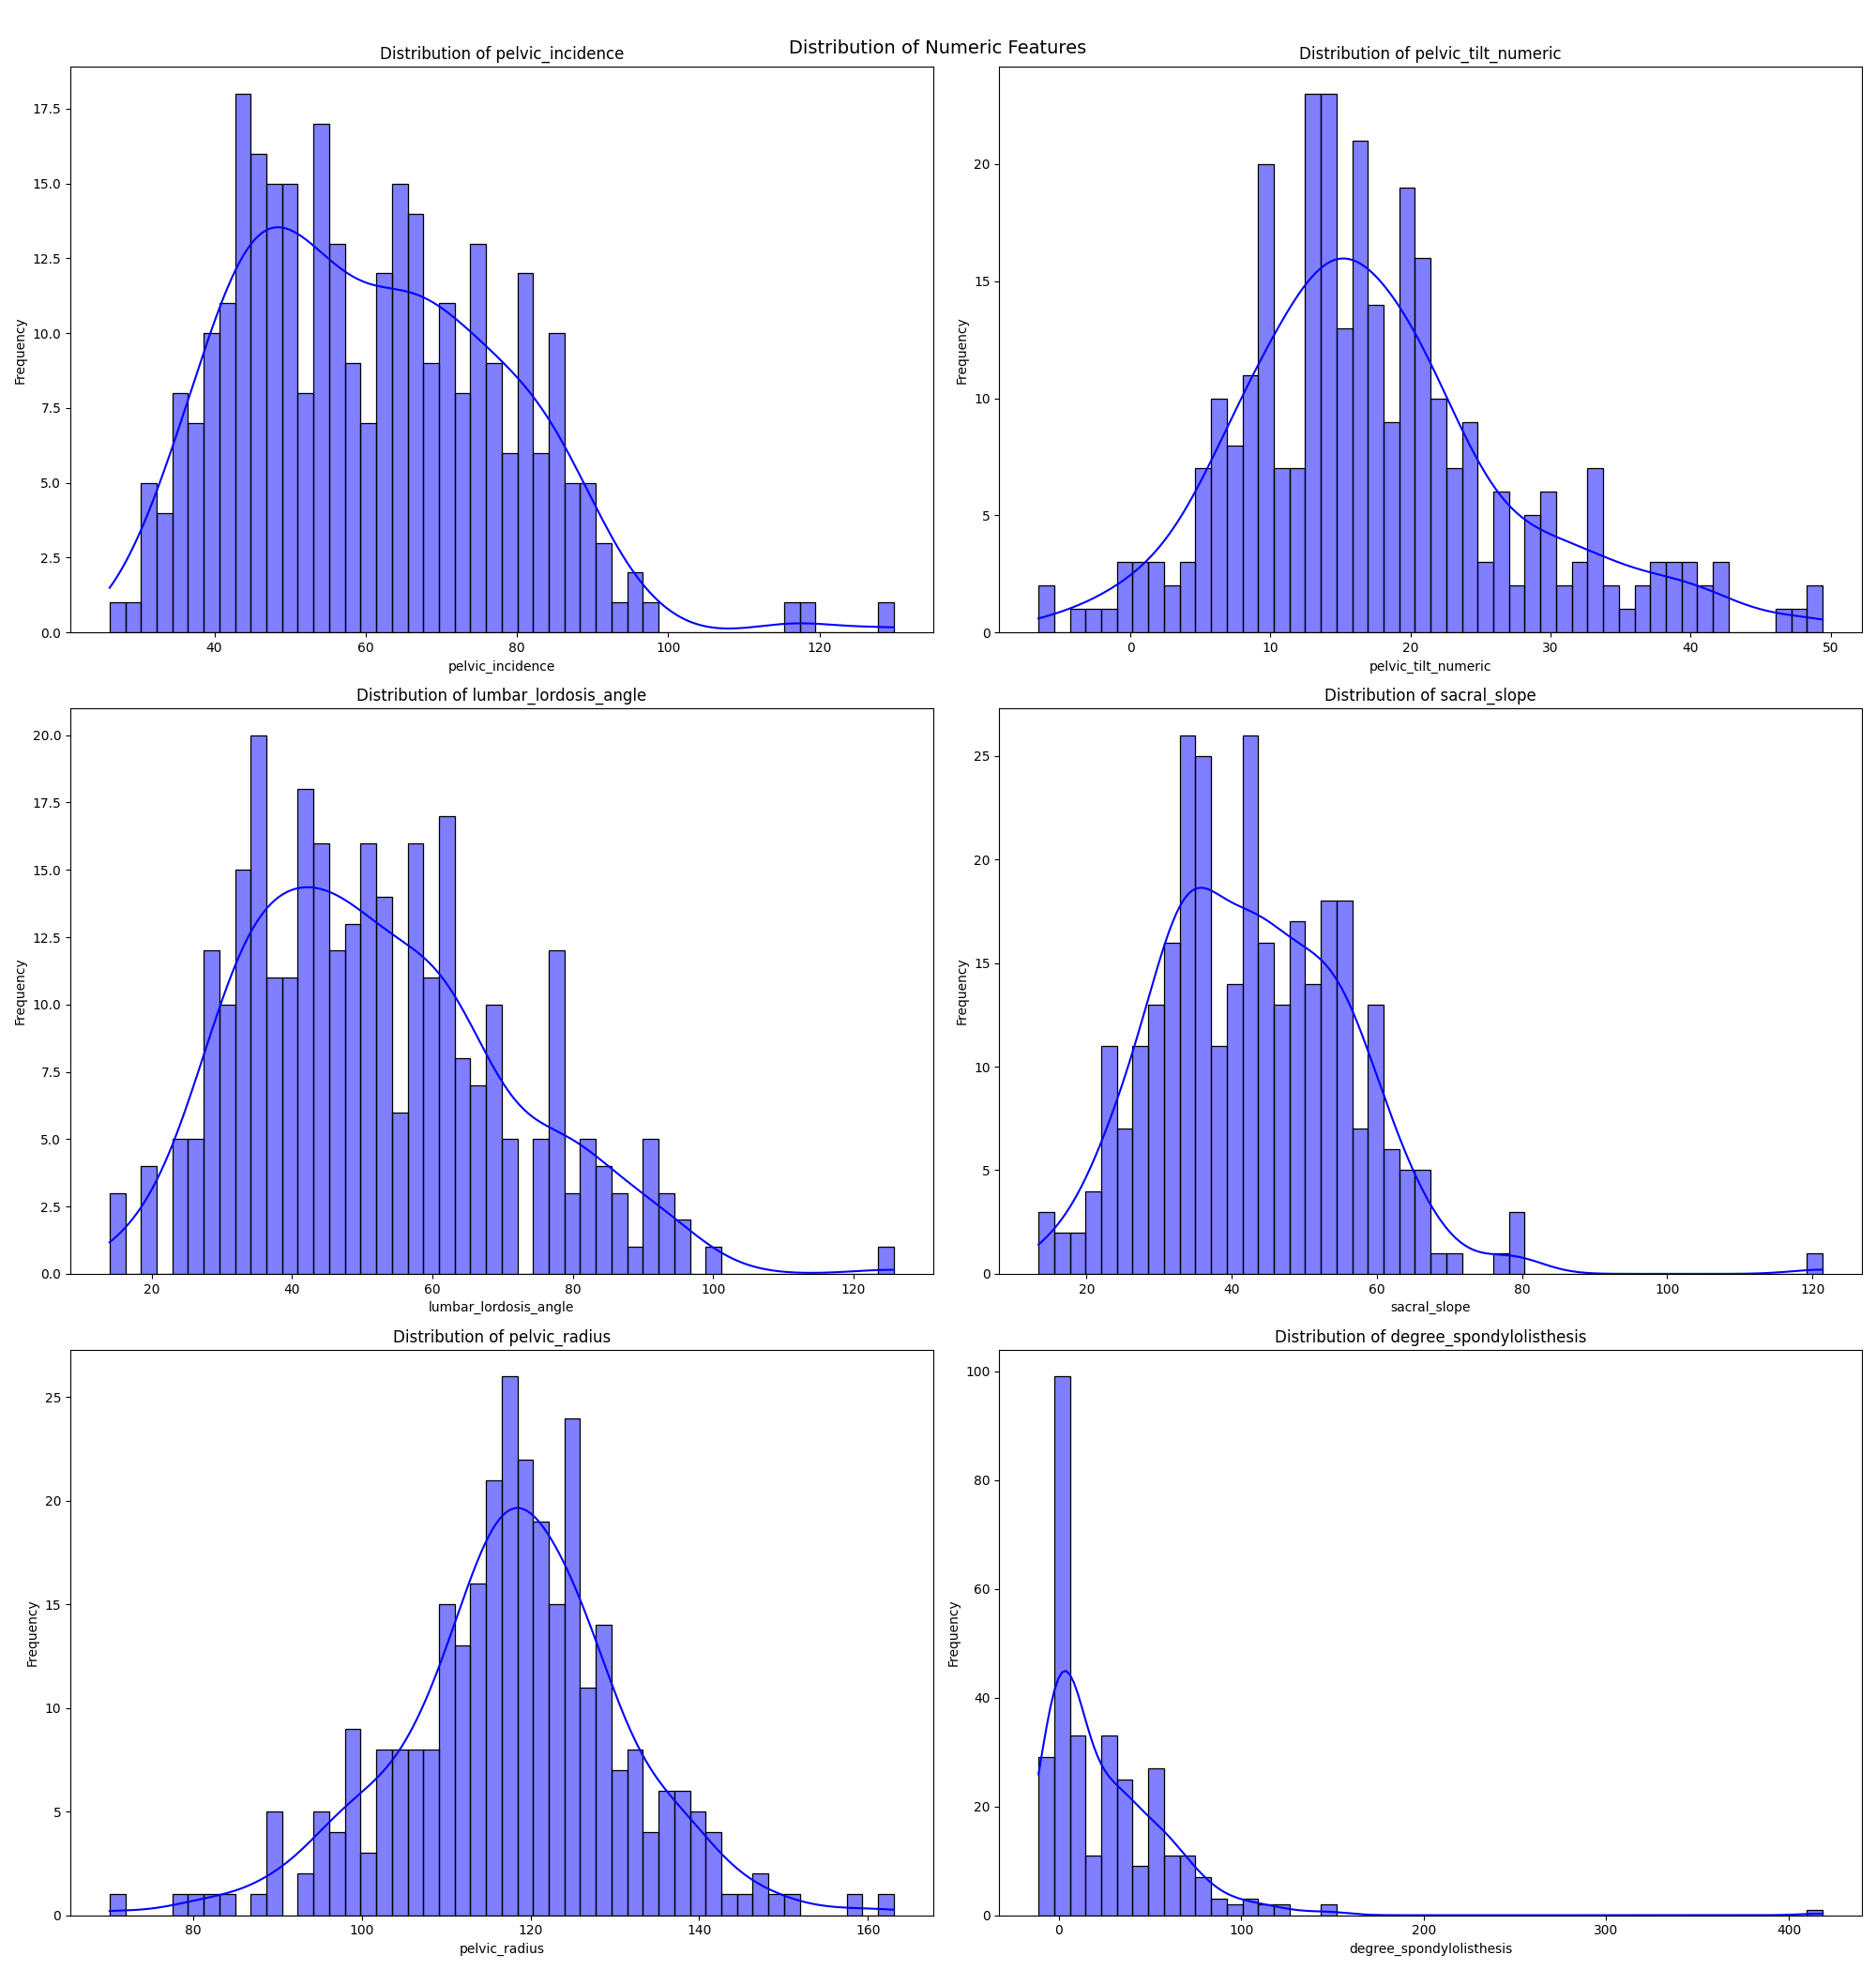 Distribution of Numeric Features
Distribution of pelvic_incidence
17.5
15.0
12.5
10.0
7.5
5.0
2.5
0.0
Frequency
40 60 80 100 120
pelvic_incidence
Distribution of pelvic_tilt_numeric
20
15
10
5
0
Frequency
0 10 20 30 40 50
pelvic_tilt_numeric
Distribution of lumbar_lordosis_angle
20.0
17.5
15.0
12.5
10.0
7.5
5.0
2.5
0.0
Frequency
20 40 60 80 100 120
lumbar_lordosis_angle
Distribution of sacral_slope
25
20
15
10
5
0
Frequency
20 40 60 80 100 120
sacral_slope
Distribution of pelvic_radius
25
20
15
10
5
0
Frequency
80 100 120 140 160
pelvic_radius
Distribution of degree_spondylolisthesis
100
80
60
40
20
0
Frequency
0 100 200 300 400
degree_spondylolisthesis